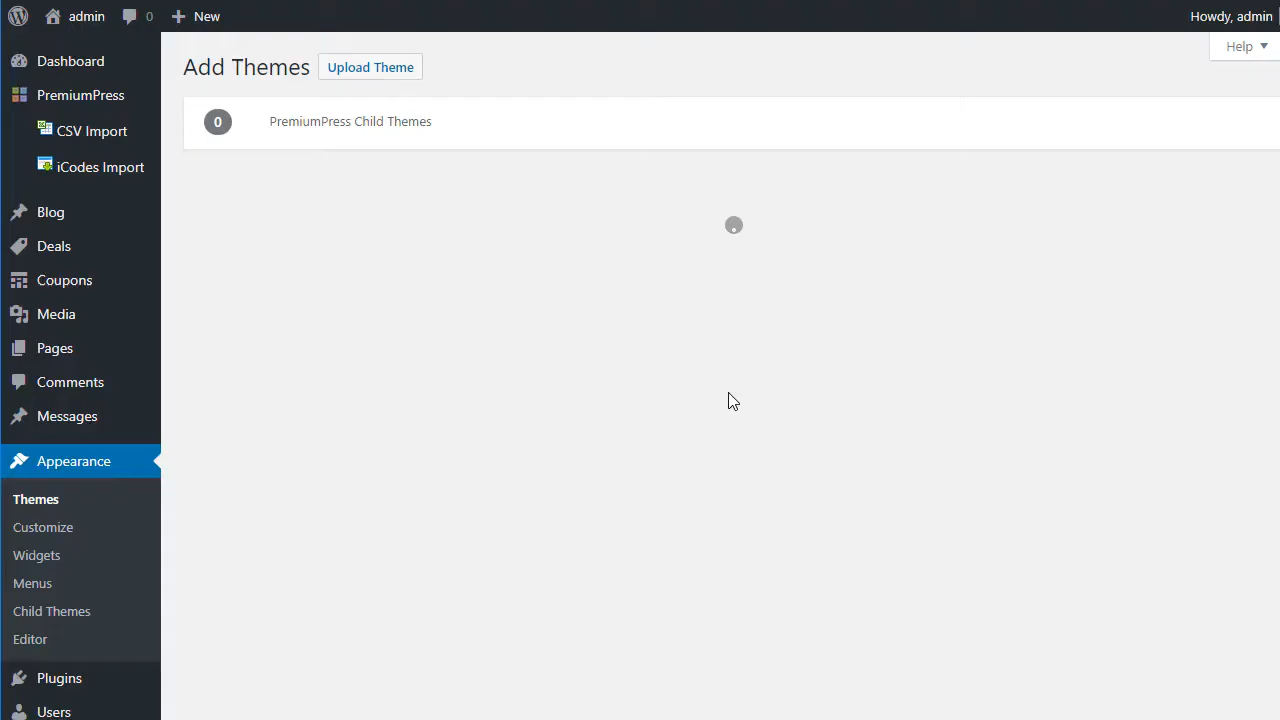 admin
0
New
Howdy, admin
Help
Dashboard
PremiumPress
CSV Import
iCodes Import
Blog
Deals
Coupons
Media
Pages
Comments
Messages
Appearance
Themes
Customize
Widgets
Menus
Child Themes
Editor
Plugins
Users
Add Themes
Upload Theme
0
PremiumPress Child Themes